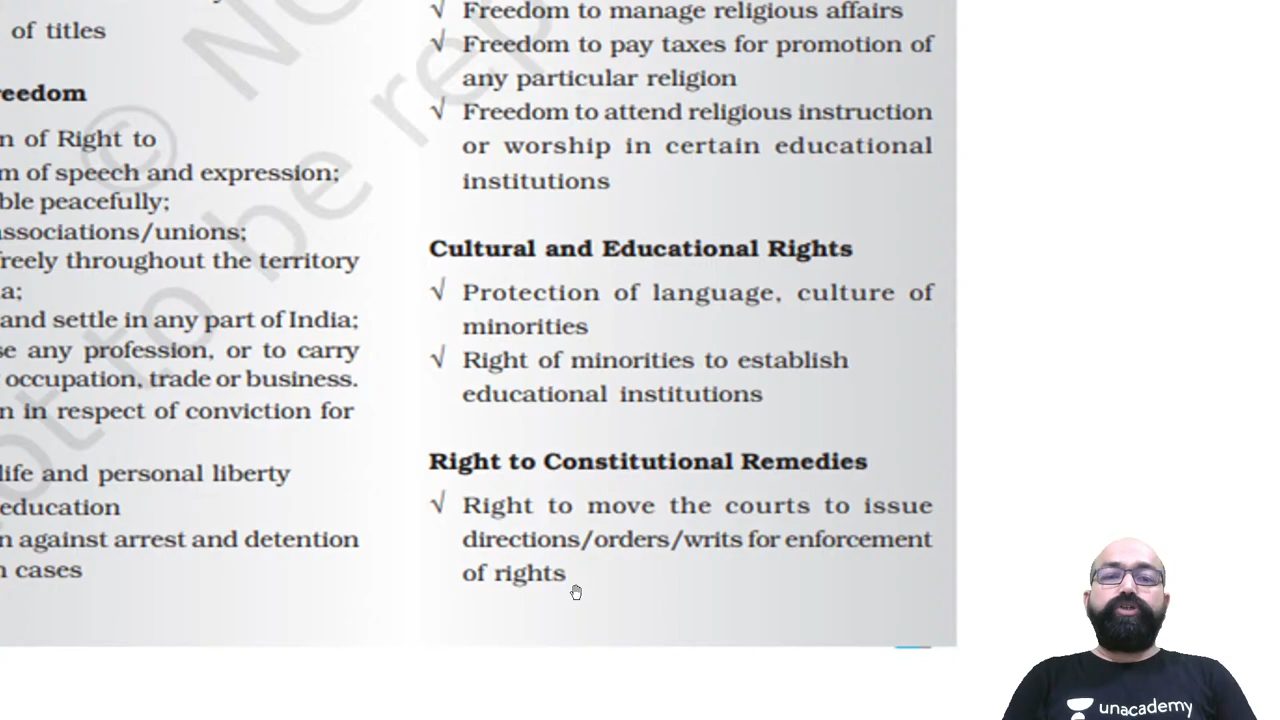 of titles
reedom
n of Right to
m of speech and expression;
ble peacefully;
associations/unions;
freely throughout the territory
a;
and settle in any part of India;
se any profession, or to carry
occupation, trade or business.
n in respect of conviction for
life and personal liberty
education
n against arrest and detention
n cases
√ Freedom to manage religious affairs
√ Freedom to pay taxes for promotion of
any particular religion
√ Freedom to attend religious instruction
or worship in certain educational
institutions
Cultural and Educational Rights
√ Protection of language, culture of
minorities
√ Right of minorities to establish
educational institutions
Right to Constitutional Remedies
√ Right to move the courts to issue
directions/orders/writs for enforcement
of rights
©
not to be rep
unacademy